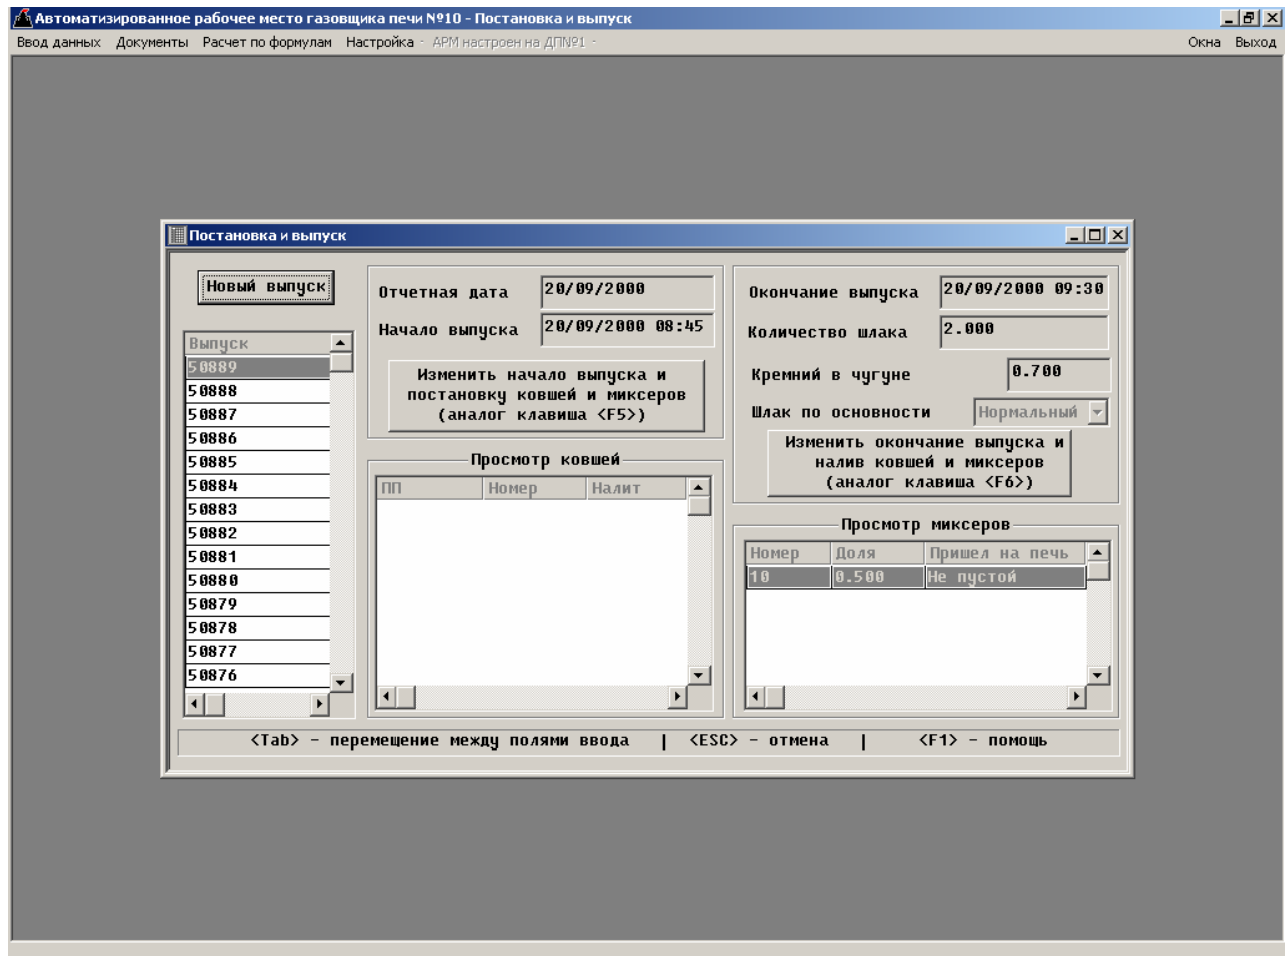 Автоматизированное рабочее место газовщика печи №10 - Постановка и выпуск
Ввод данных Документы Расчет по формулам Настройка - АРМ настроен на ДП№1 - Окна Выход
Постановка и выпуск
Новый выпуск
Выпуск
50889
50888
50887
50886
50885
50884
50883
50882
50881
50880
50879
50878
50877
50876
Отчетная дата 20/09/2000
Начало выпуска 20/09/2000 08:45
Изменить начало выпуска и
постановку ковшей и миксеров
(аналог клавиша <F5>)
Просмотр ковшей
ПП Номер Налит
Окончание выпуска 20/09/2000 09:30
Количество шлака 2.000
Кремний в чугуне 0.700
Шлак по основности Нормальный
Изменить окончание выпуска и
налив ковшей и миксеров
(аналог клавиша <F6>)
Просмотр миксеров
Номер Доля Пришел на печь
10 0.500 Не пустой
<Tab> - перемещение между полями ввода | <ESC> - отмена | <F1> - помощь